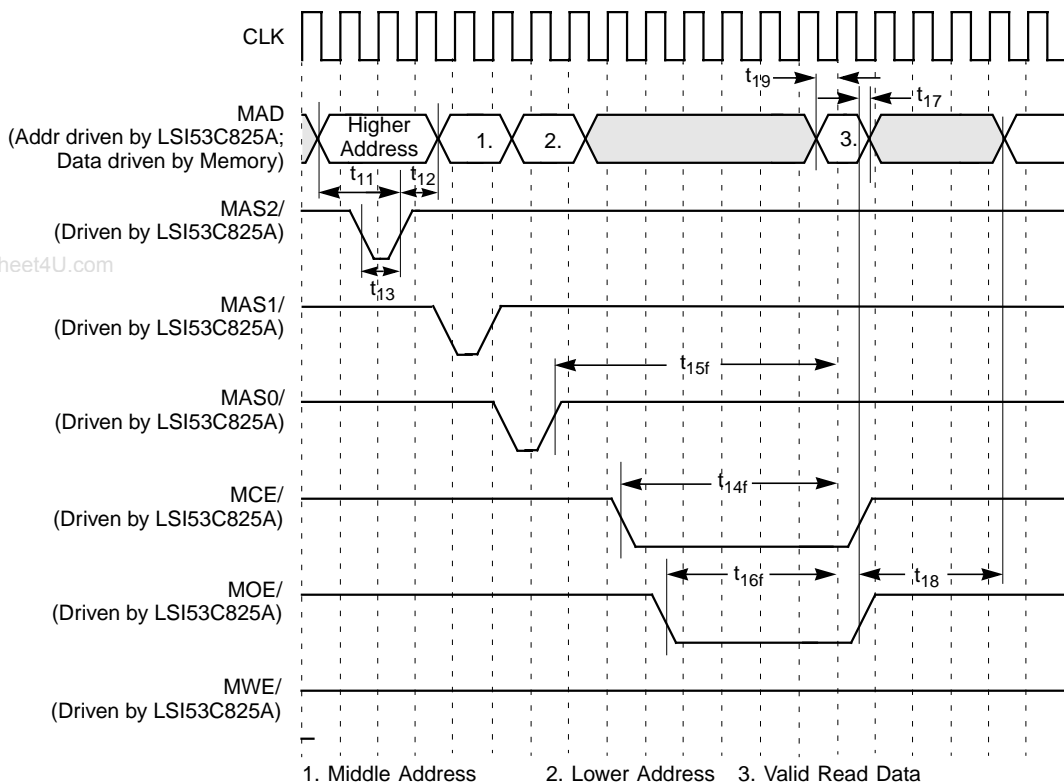 CLK
t19
t17
MAD
(Addr driven by LSI53C825A;
Data driven by Memory)
Higher
Address
1.
2.
3.
t11
t12
MAS2/
(Driven by LSI53C825A)
heet4U.com
t13
MAS1/
(Driven by LSI53C825A)
t15f
MAS0/
(Driven by LSI53C825A)
t14f
MCE/
(Driven by LSI53C825A)
t16f
t18
MOE/
(Driven by LSI53C825A)
MWE/
(Driven by LSI53C825A)
1. Middle Address 2. Lower Address 3. Valid Read Data